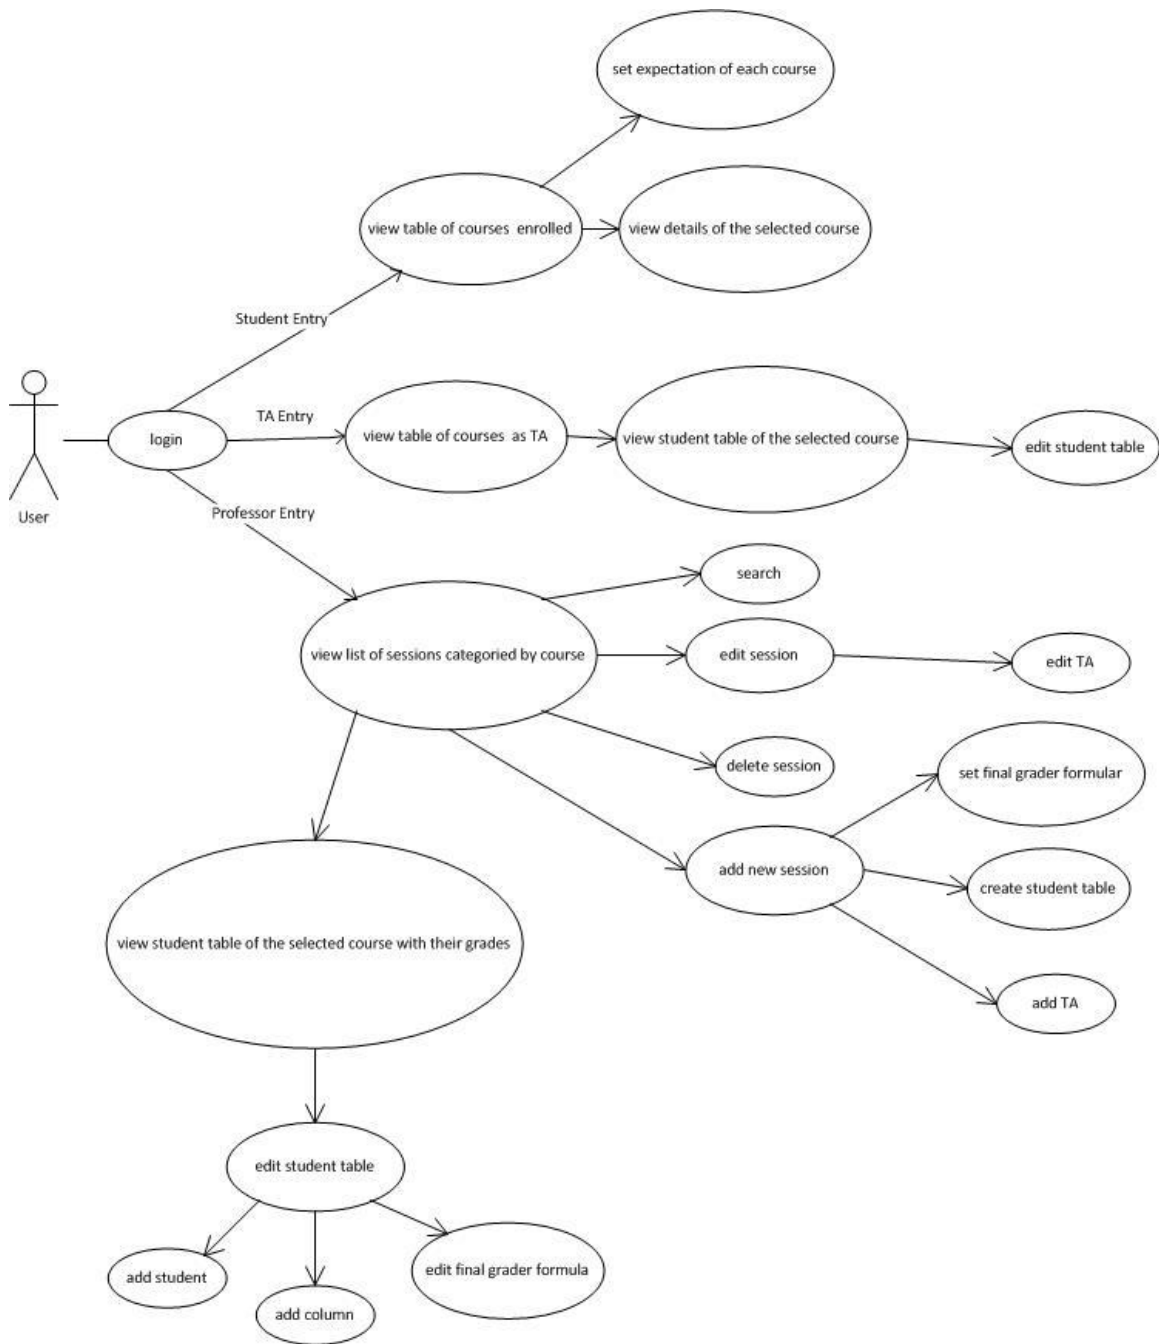 set expectation of each course
view table of courses  enrolled
view details of the selected course
Student Entry
TA Entry
login
view table of courses  as TA
view student table of the selected course
edit student table
User
Professor Entry
search
view list of sessions categoried by course
edit session
edit TA
delete session
set final grader formular
add new session
create student table
view student table of the selected course with their grades
add TA
edit student table
add student
edit final grader formula
add column